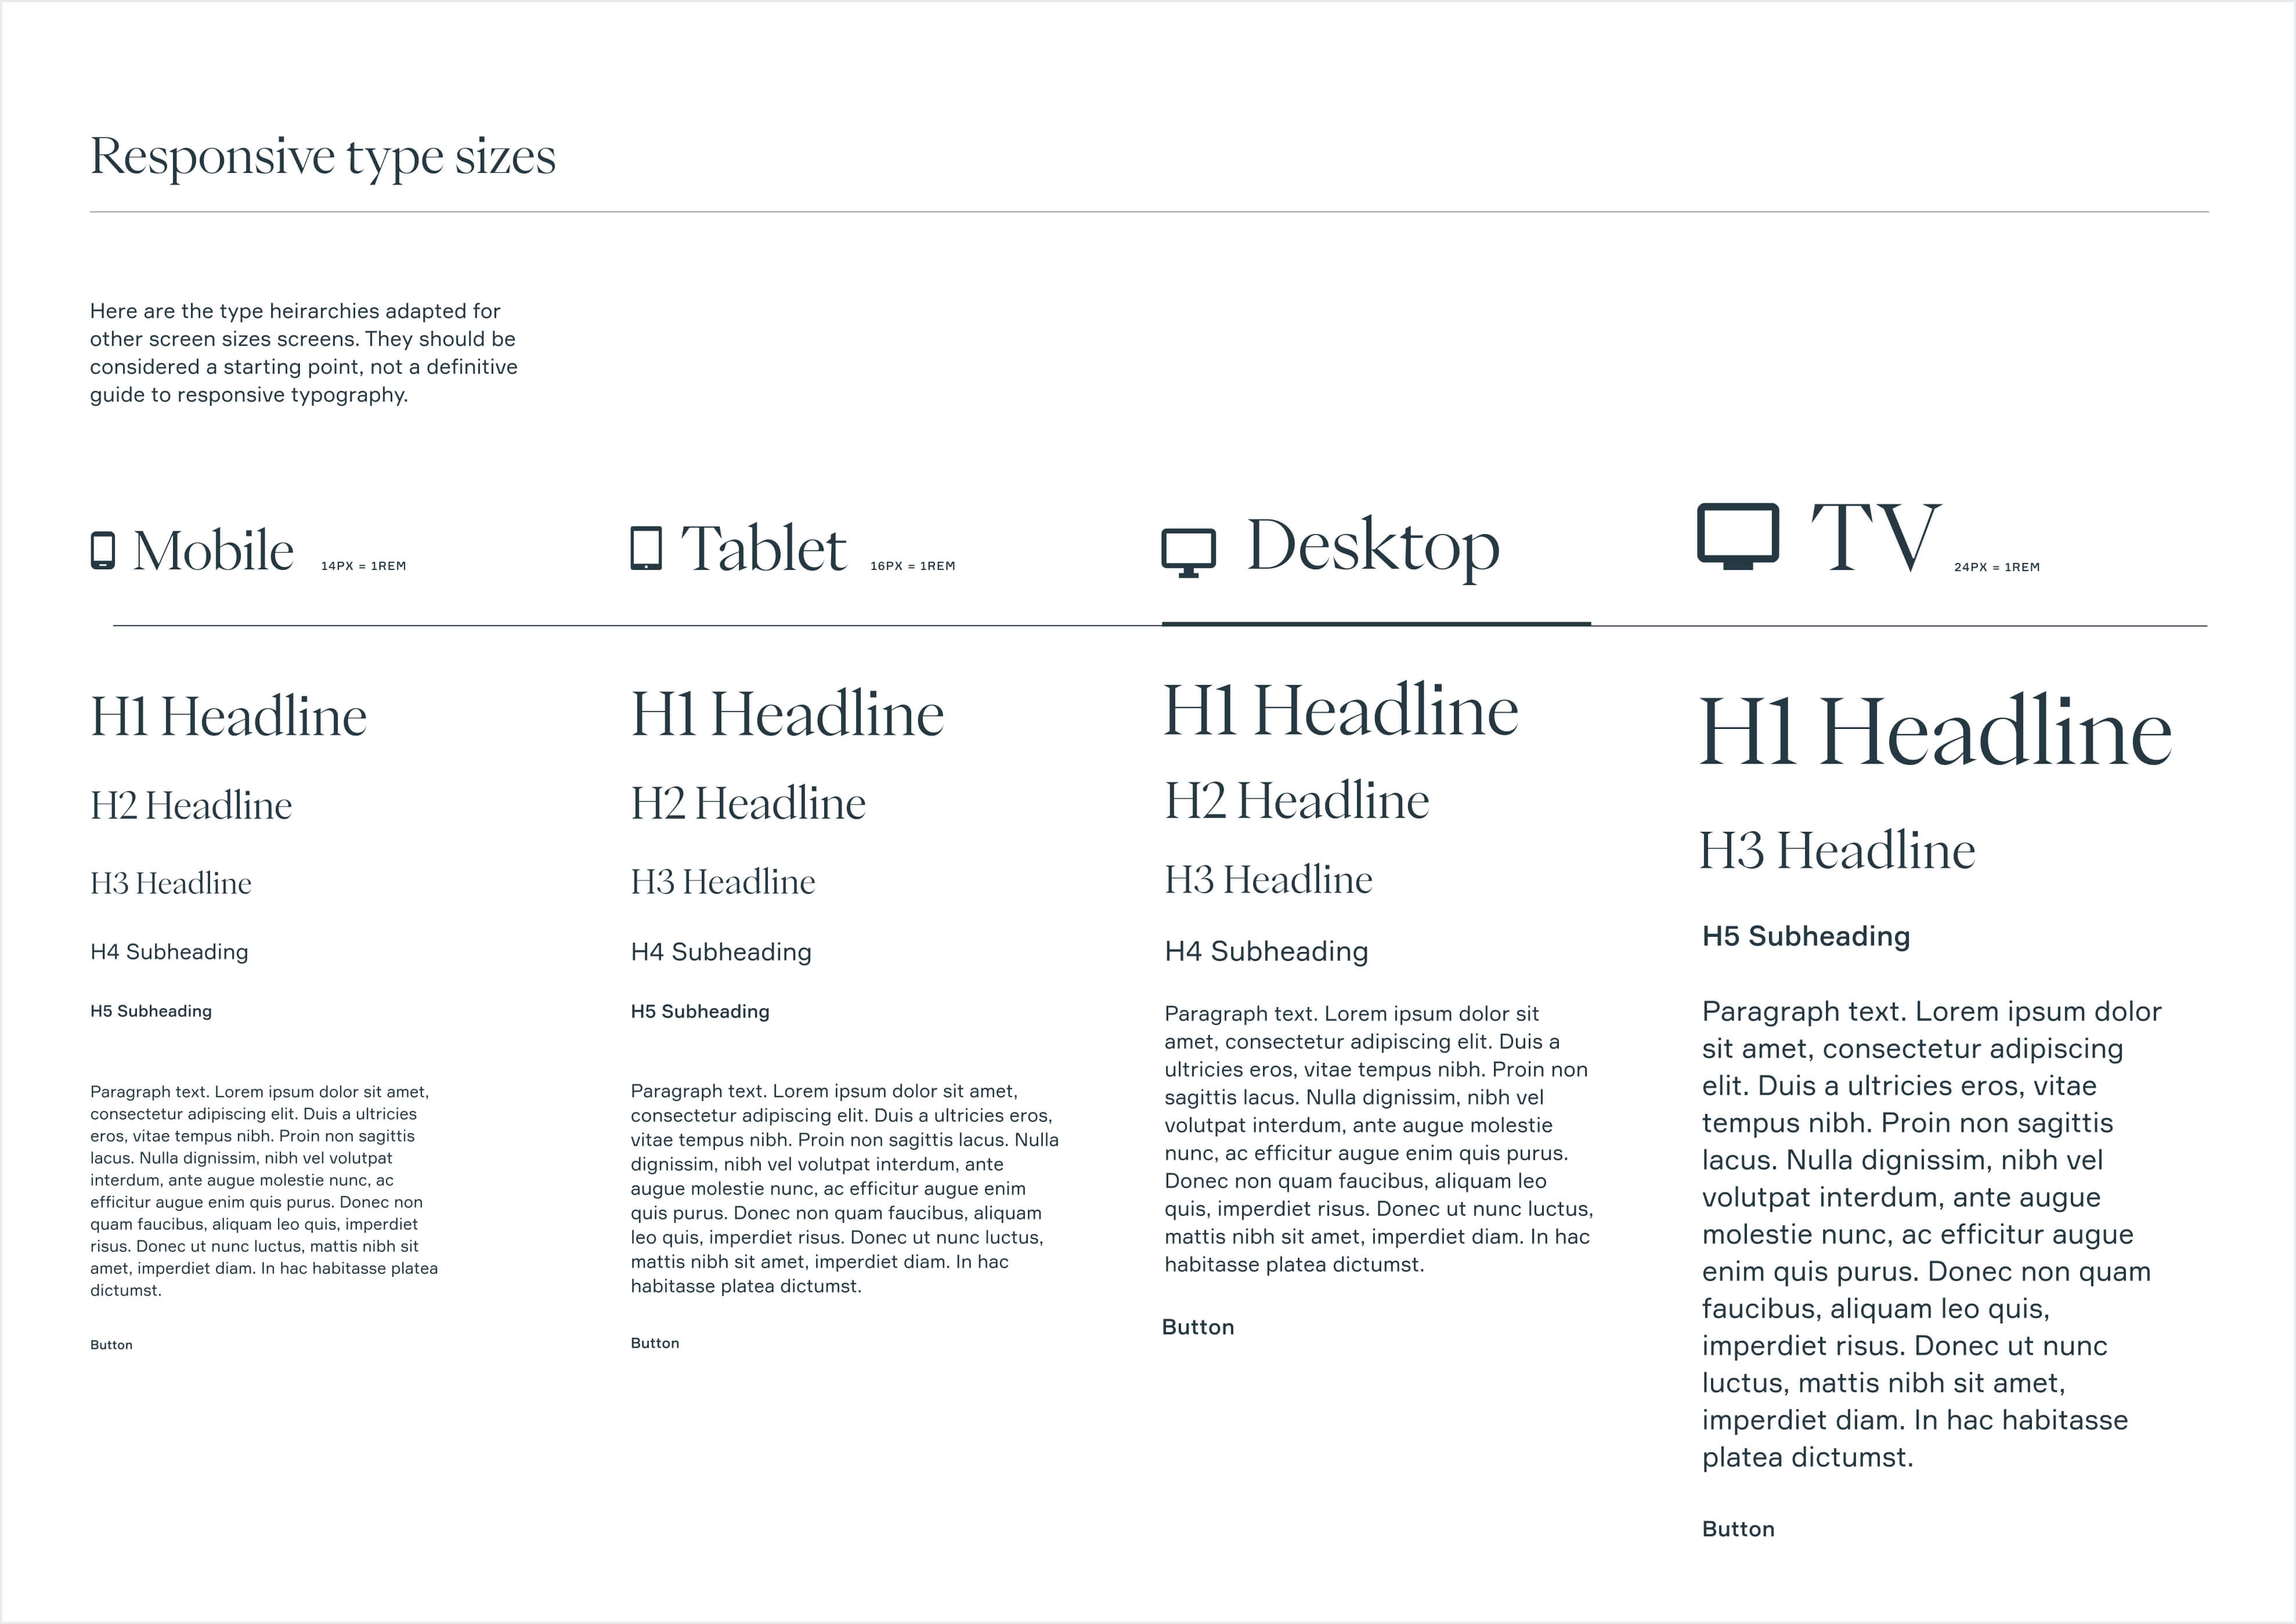 Responsive type sizes
Here are the type heirarchies adapted for
other screen sizes screens. They should be
considered a starting point, not a definitive
guide to responsive typography.
Mobile 14PX = 1REM
Tablet 16PX = 1REM
Desktop
TV 24PX = 1REM
H1 Headline
H2 Headline
H3 Headline
H4 Subheading
H5 Subheading
Paragraph text. Lorem ipsum dolor sit amet,
consectetur adipiscing elit. Duis a ultricies
eros, vitae tempus nibh. Proin non sagittis
lacus. Nulla dignissim, nibh vel volutpat
interdum, ante augue molestie nunc, ac
efficitur augue enim quis purus. Donec non
quam faucibus, aliquam leo quis, imperdiet
risus. Donec ut nunc luctus, mattis nibh sit
amet, imperdiet diam. In hac habitasse platea
dictumst.
Button
H1 Headline
H2 Headline
H3 Headline
H4 Subheading
H5 Subheading
Paragraph text. Lorem ipsum dolor sit amet,
consectetur adipiscing elit. Duis a ultricies eros,
vitae tempus nibh. Proin non sagittis lacus. Nulla
dignissim, nibh vel volutpat interdum, ante
augue molestie nunc, ac efficitur augue enim
quis purus. Donec non quam faucibus, aliquam
leo quis, imperdiet risus. Donec ut nunc luctus,
mattis nibh sit amet, imperdiet diam. In hac
habitasse platea dictumst.
Button
H1 Headline
H2 Headline
H3 Headline
H4 Subheading
Paragraph text. Lorem ipsum dolor sit
amet, consectetur adipiscing elit. Duis a
ultricies eros, vitae tempus nibh. Proin non
sagittis lacus. Nulla dignissim, nibh vel
volutpat interdum, ante augue molestie
nunc, ac efficitur augue enim quis purus.
Donec non quam faucibus, aliquam leo
quis, imperdiet risus. Donec ut nunc luctus,
mattis nibh sit amet, imperdiet diam. In hac
habitasse platea dictumst.
Button
H1 Headline
H3 Headline
H5 Subheading
Paragraph text. Lorem ipsum dolor
sit amet, consectetur adipiscing
elit. Duis a ultricies eros, vitae
tempus nibh. Proin non sagittis
lacus. Nulla dignissim, nibh vel
volutpat interdum, ante augue
molestie nunc, ac efficitur augue
enim quis purus. Donec non quam
faucibus, aliquam leo quis,
imperdiet risus. Donec ut nunc
luctus, mattis nibh sit amet,
imperdiet diam. In hac habitasse
platea dictumst.
Button